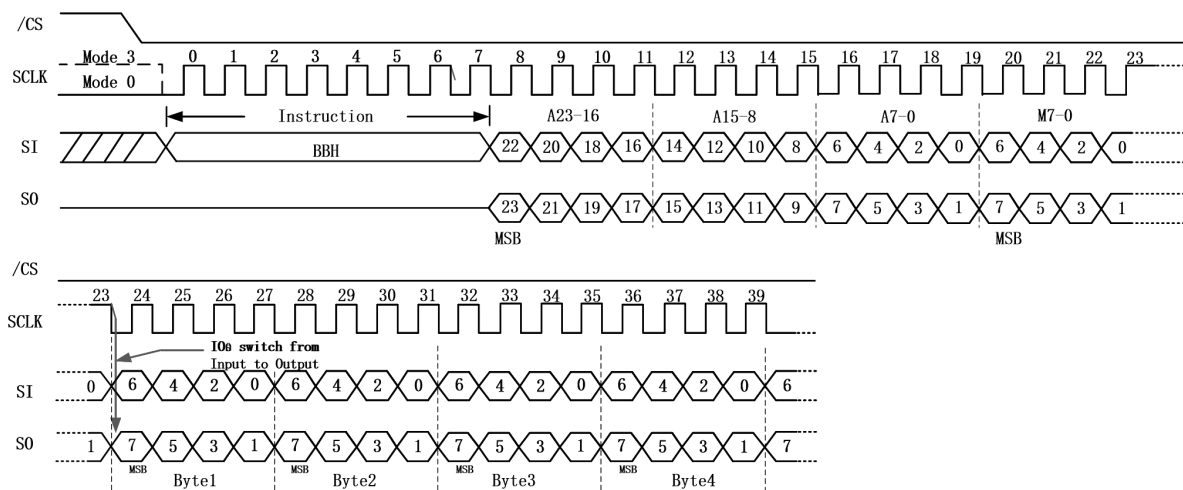 /CS
Mode 3 0 1 2 3 4 5 6 7 8 9 10 11 12 13 14 15 16 17 18 19 20 21 22 23
SCLK
Mode 0
Instruction A23-16 A15-8 A7-0 M7-0
SI BBH 22 20 18 16 14 12 10 8 6 4 2 0 6 4 2 0
SO 23 21 19 17 15 13 11 9 7 5 3 1 7 5 3 1
MSB MSB
/CS
23 24 25 26 27 28 29 30 31 32 33 34 35 36 37 38 39
SCLK
IO0 switch from
Input to Output
SI 0 6 4 2 0 6 4 2 0 6 4 2 0 6 4 2 0 6
SO 1 7 5 3 1 7 5 3 1 7 5 3 1 7 5 3 1 7
MSB MSB MSB MSB
Byte1 Byte2 Byte3 Byte4